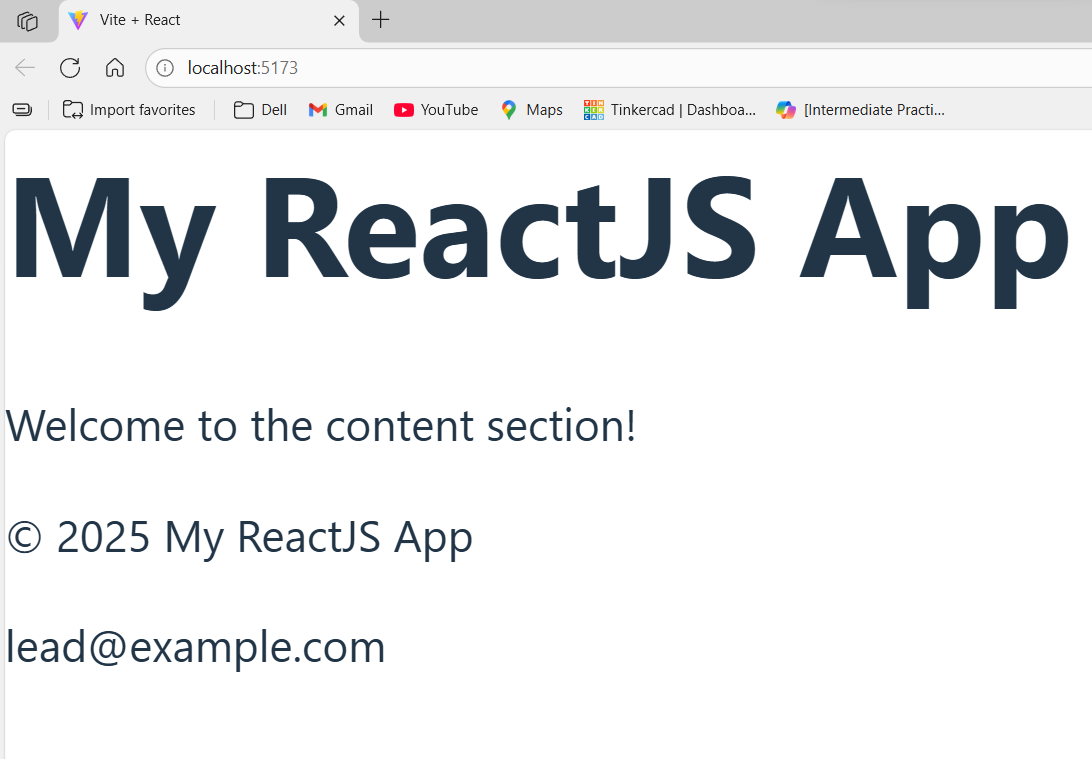 Vite + React
localhost:5173
Import favorites Dell Gmail YouTube Maps Tinkercad | Dashboa... [Intermediate Practi...
My ReactJS App
Welcome to the content section!
© 2025 My ReactJS App
lead@example.com